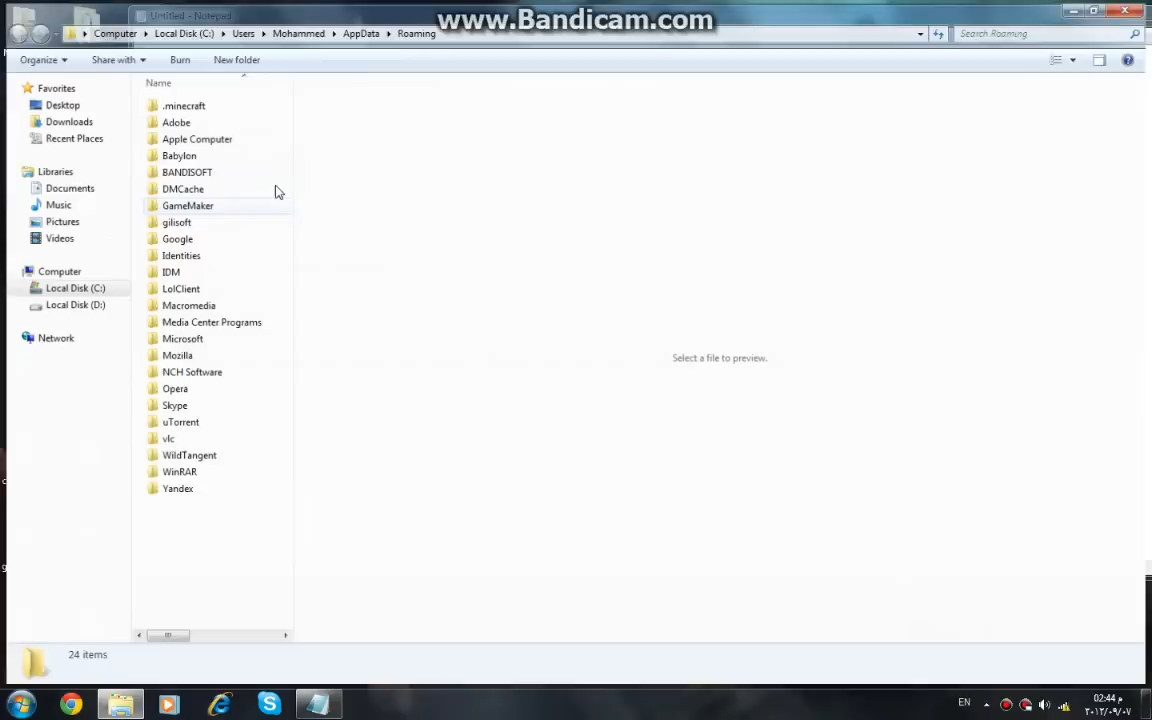 Untitled - Notepad
www.Bandicam.com
Computer Local Disk (C:) Users Mohammed AppData Roaming
Search Roaming
Organize Share with Burn New folder
Name
Favorites
Desktop
Downloads
Recent Places
Libraries
Documents
Music
Pictures
Videos
Computer
Local Disk (C:)
Local Disk (D:)
Network
.minecraft
Adobe
Apple Computer
Babylon
BANDISOFT
DMCache
GameMaker
gilisoft
Google
Identities
IDM
LolClient
Macromedia
Media Center Programs
Microsoft
Mozilla
NCH Software
Opera
Skype
uTorrent
vlc
WildTangent
WinRAR
Yandex
Select a file to preview.
24 items
EN
02:44 م
٢٠١٣/٠٩/٠٧